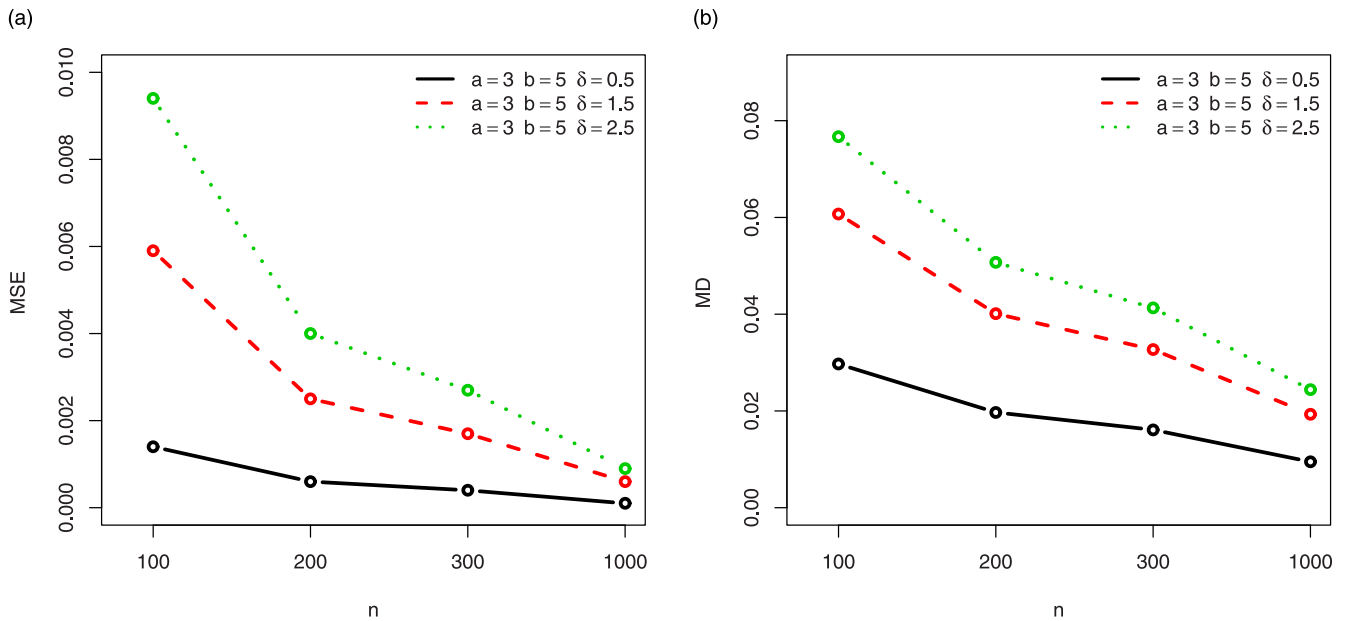 (a)
a = 3 b = 5 δ = 0.5
a = 3 b = 5 δ = 1.5
a = 3 b = 5 δ = 2.5
MSE
0.010
0.008
0.006
0.004
0.002
0.000
100 200 300 1000
n
(b)
a = 3 b = 5 δ = 0.5
a = 3 b = 5 δ = 1.5
a = 3 b = 5 δ = 2.5
MD
0.08
0.06
0.04
0.02
0.00
100 200 300 1000
n